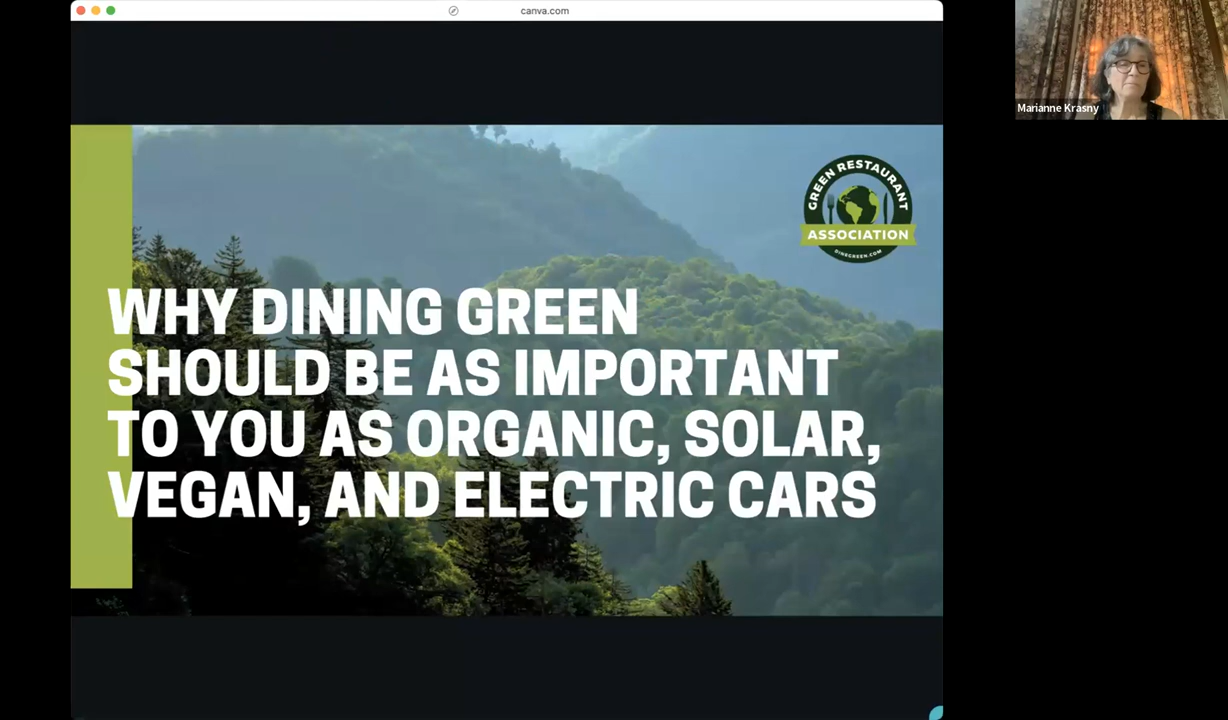 canva.com
Marianne Krasny
GREEN RESTAURANT
ASSOCIATION
DINEGREEN.COM
WHY DINING GREEN
SHOULD BE AS IMPORTANT
TO YOU AS ORGANIC, SOLAR,
VEGAN, AND ELECTRIC CARS